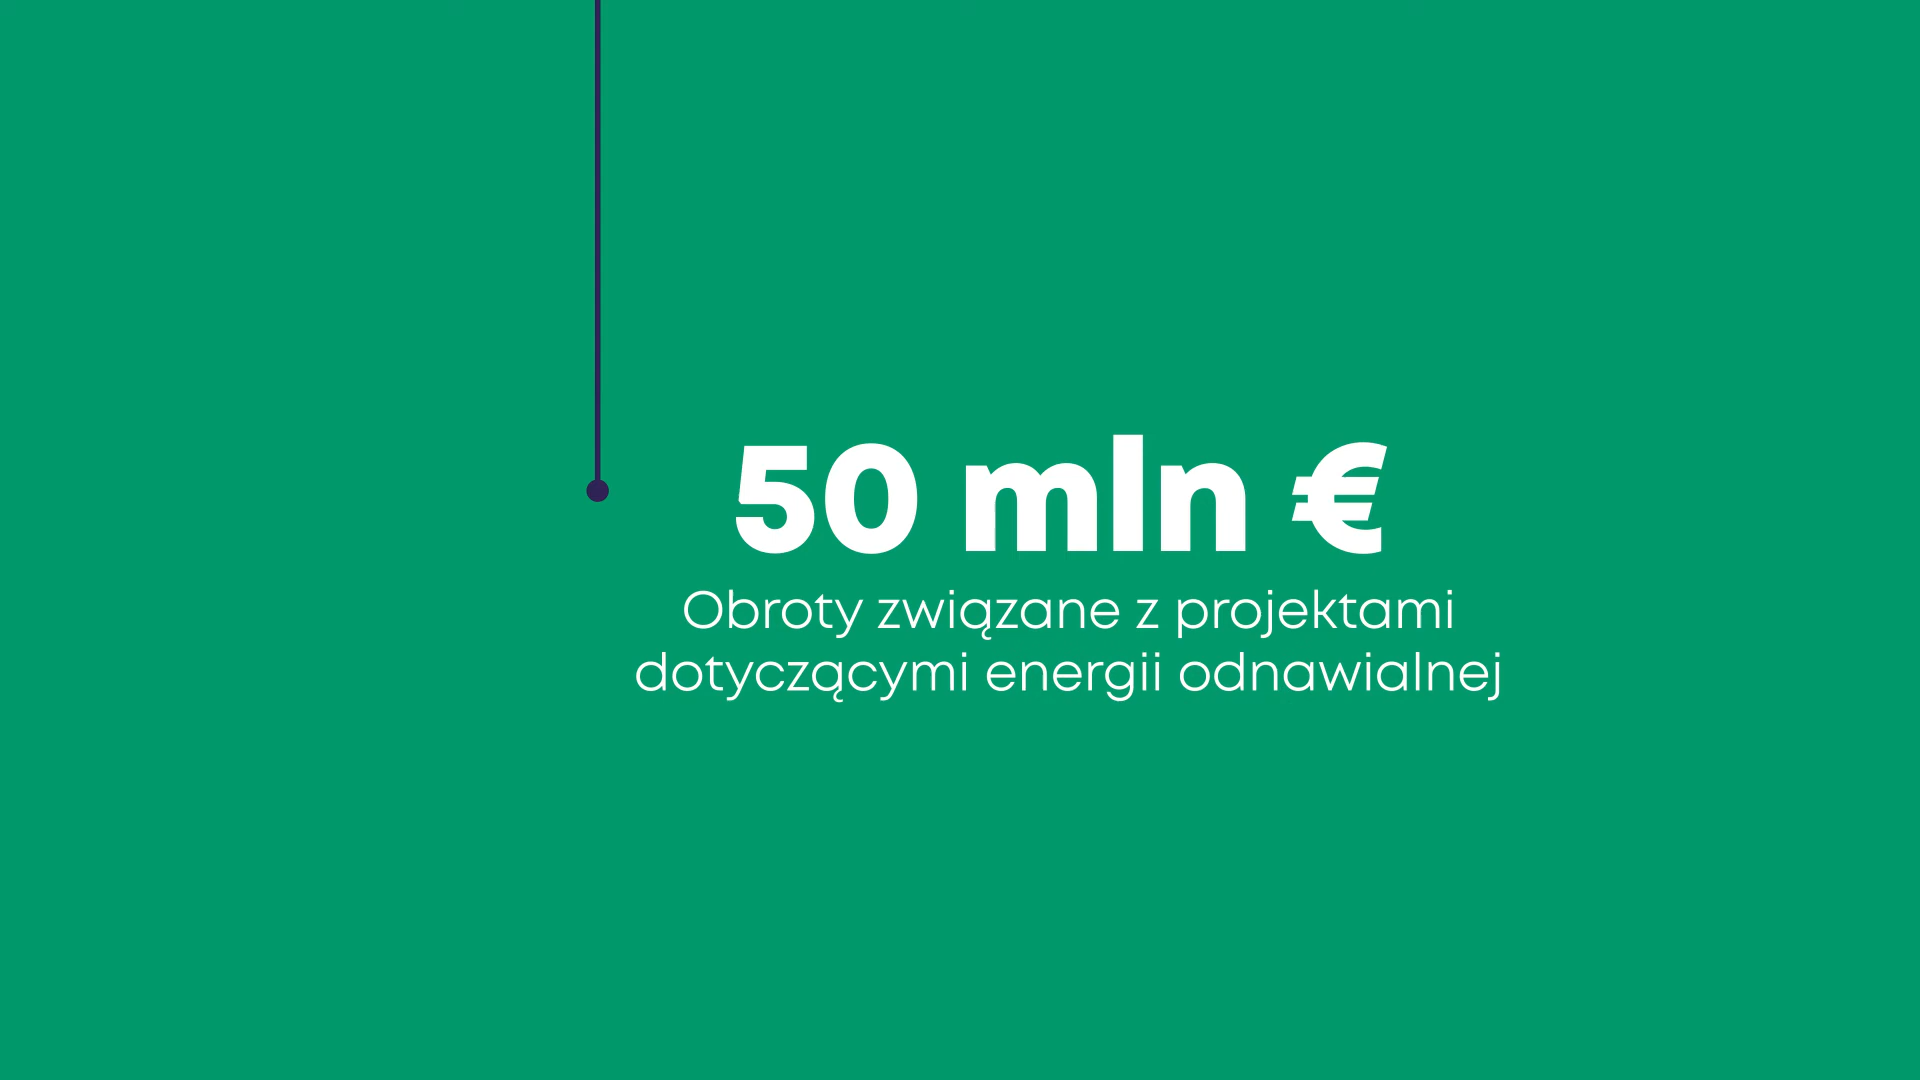 50 mln €
Obroty związane z projektami
dotyczącymi energii odnawialnej